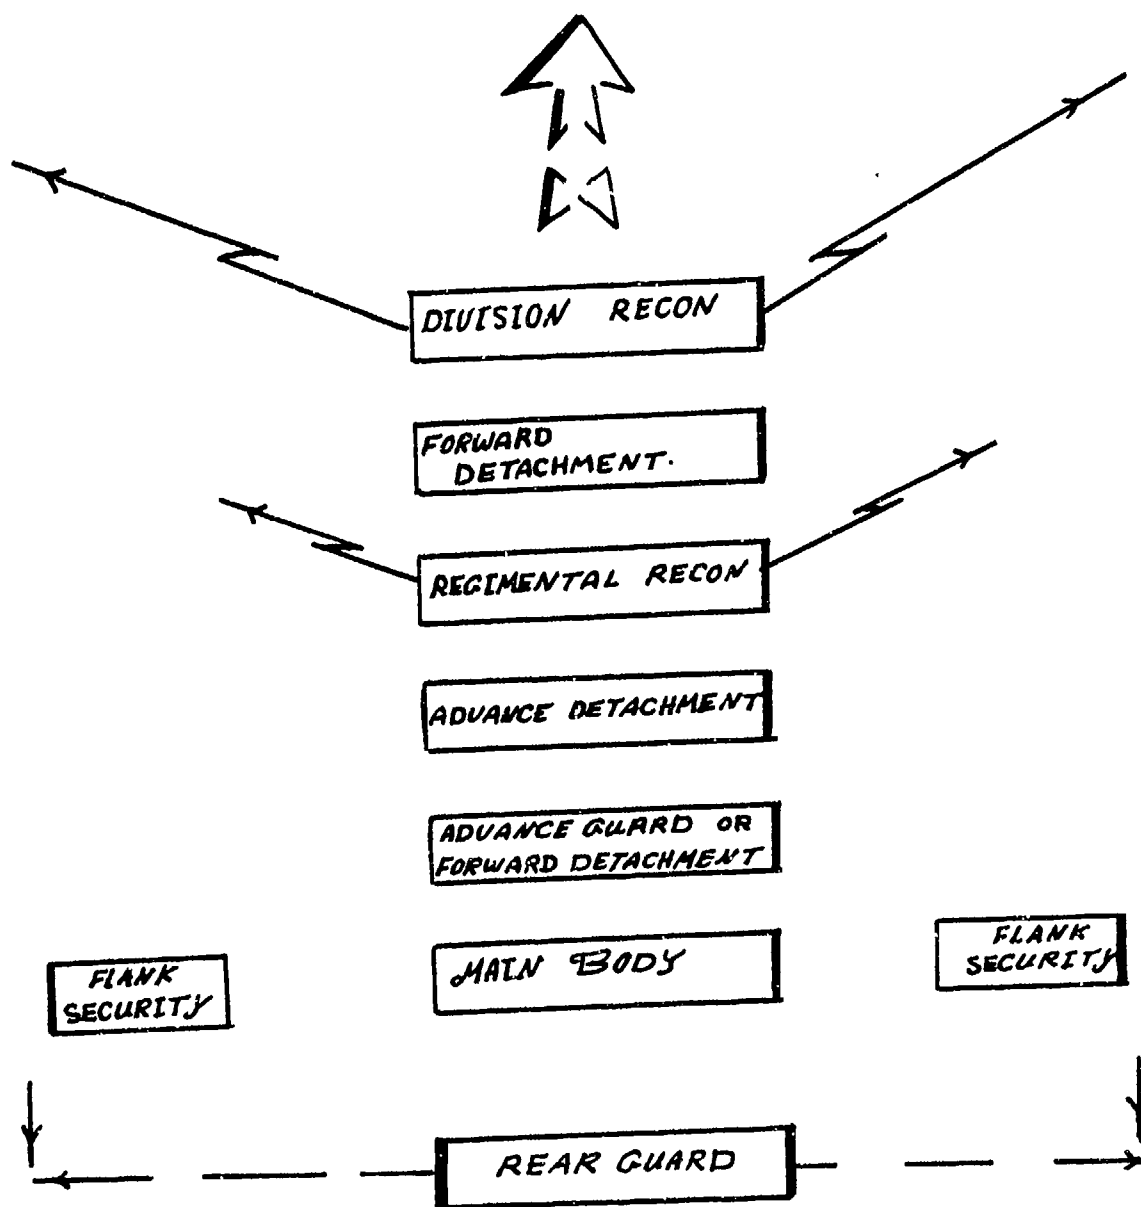 DIVISION RECON
FORWARD
DETACHMENT.
REGIMENTAL RECON
ADVANCE DETACHMENT
ADVANCE GUARD OR
FORWARD DETACHMENT
FLANK
SECURITY
MAIN BODY
FLANK
SECURITY
REAR GUARD